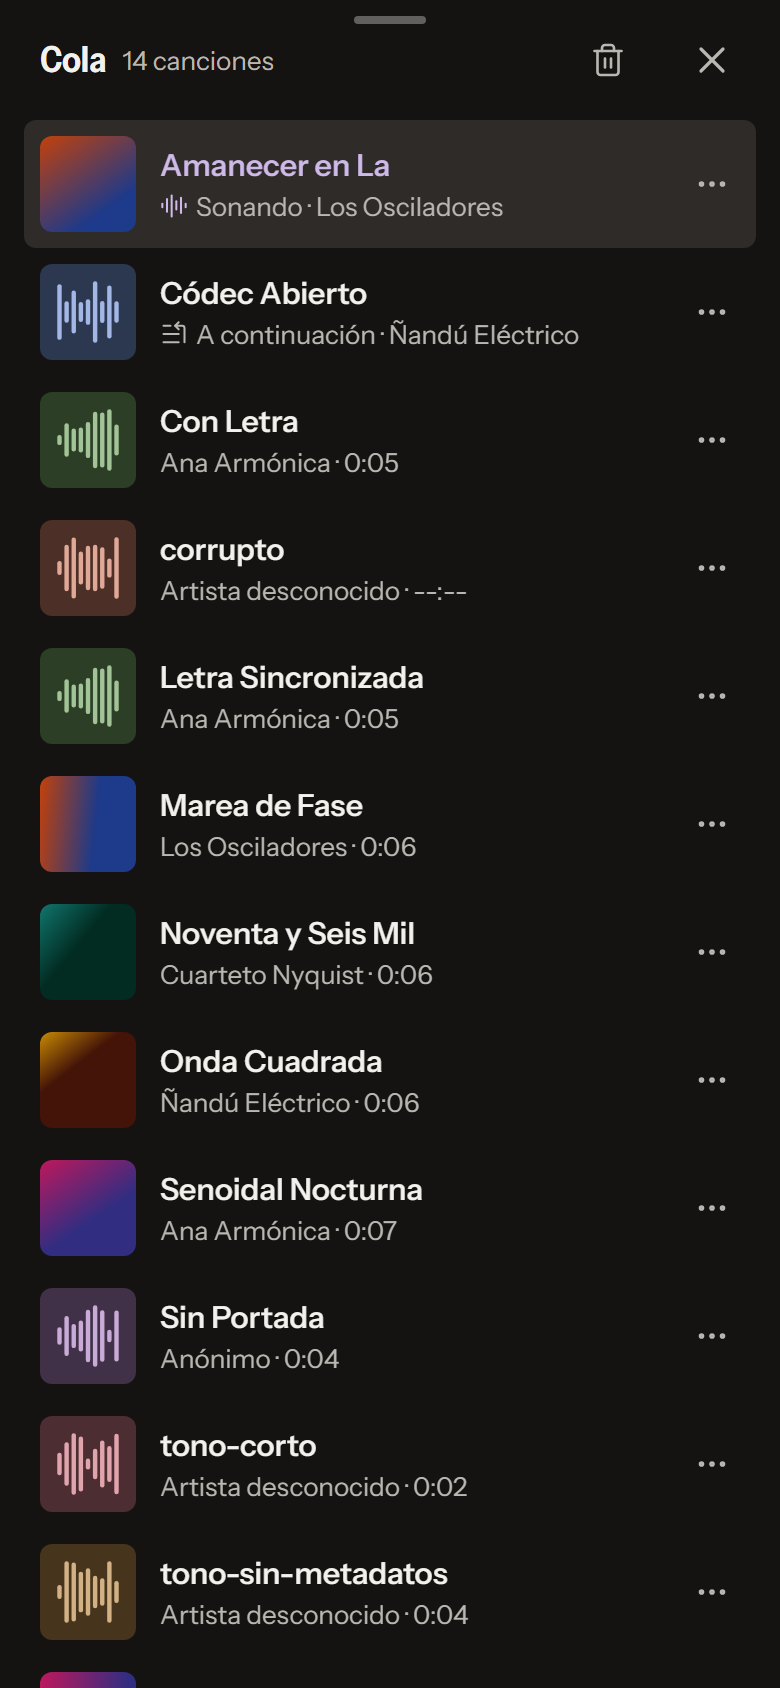 Cola 14 canciones
Amanecer en La
Sonando · Los Osciladores
Códec Abierto
A continuación · Ñandú Eléctrico
Con Letra
Ana Armónica · 0:05
corrupto
Artista desconocido · --:--
Letra Sincronizada
Ana Armónica · 0:05
Marea de Fase
Los Osciladores · 0:06
Noventa y Seis Mil
Cuarteto Nyquist · 0:06
Onda Cuadrada
Ñandú Eléctrico · 0:06
Senoidal Nocturna
Ana Armónica · 0:07
Sin Portada
Anónimo · 0:04
tono-corto
Artista desconocido · 0:02
tono-sin-metadatos
Artista desconocido · 0:04